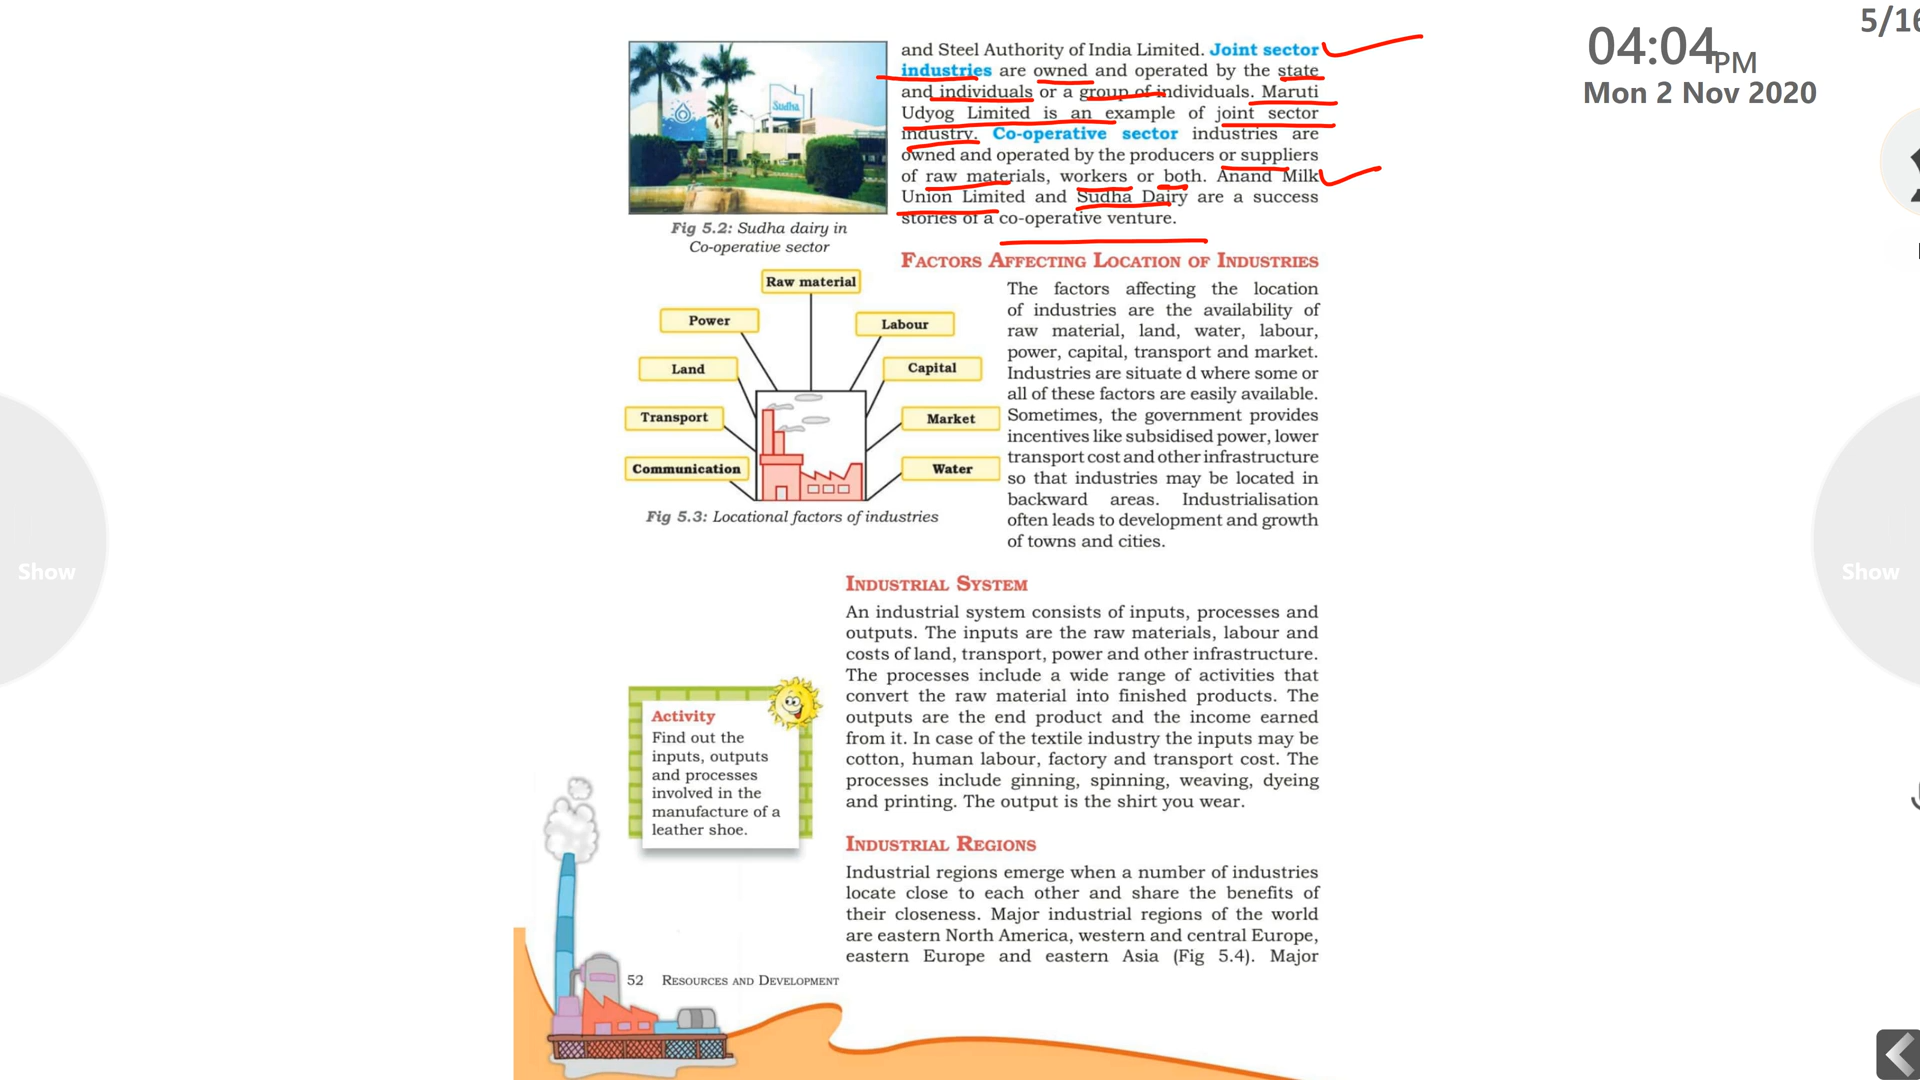 04:04PM
Mon 2 Nov 2020
Sudha
Fig 5.2: Sudha dairy in
Co-operative sector
and Steel Authority of India Limited. Joint sector
industries are owned and operated by the state
and individuals or a group of individuals. Maruti
Udyog Limited is an example of joint sector
industry. Co-operative sector industries are
owned and operated by the producers or suppliers
of raw materials, workers or both. Anand Milk
Union Limited and Sudha Dairy are a success
stories of a co-operative venture.
FACTORS AFFECTING LOCATION OF INDUSTRIES
The factors affecting the location
of industries are the availability of
raw material, land, water, labour,
power, capital, transport and market.
Industries are situate d where some or
all of these factors are easily available.
Sometimes, the government provides
incentives like subsidised power, lower
transport cost and other infrastructure
so that industries may be located in
backward areas. Industrialisation
often leads to development and growth
of towns and cities.
Raw material
Power
Labour
Land
Capital
Transport
Market
Communication
Water
Fig 5.3: Locational factors of industries
INDUSTRIAL SYSTEM
An industrial system consists of inputs, processes and
outputs. The inputs are the raw materials, labour and
costs of land, transport, power and other infrastructure.
The processes include a wide range of activities that
convert the raw material into finished products. The
outputs are the end product and the income earned
from it. In case of the textile industry the inputs may be
cotton, human labour, factory and transport cost. The
processes include ginning, spinning, weaving, dyeing
and printing. The output is the shirt you wear.
Activity
Find out the
inputs, outputs
and processes
involved in the
manufacture of a
leather shoe.
INDUSTRIAL REGIONS
Industrial regions emerge when a number of industries
locate close to each other and share the benefits of
their closeness. Major industrial regions of the world
are eastern North America, western and central Europe,
eastern Europe and eastern Asia (Fig 5.4). Major
52 RESOURCES AND DEVELOPMENT
Show
Show